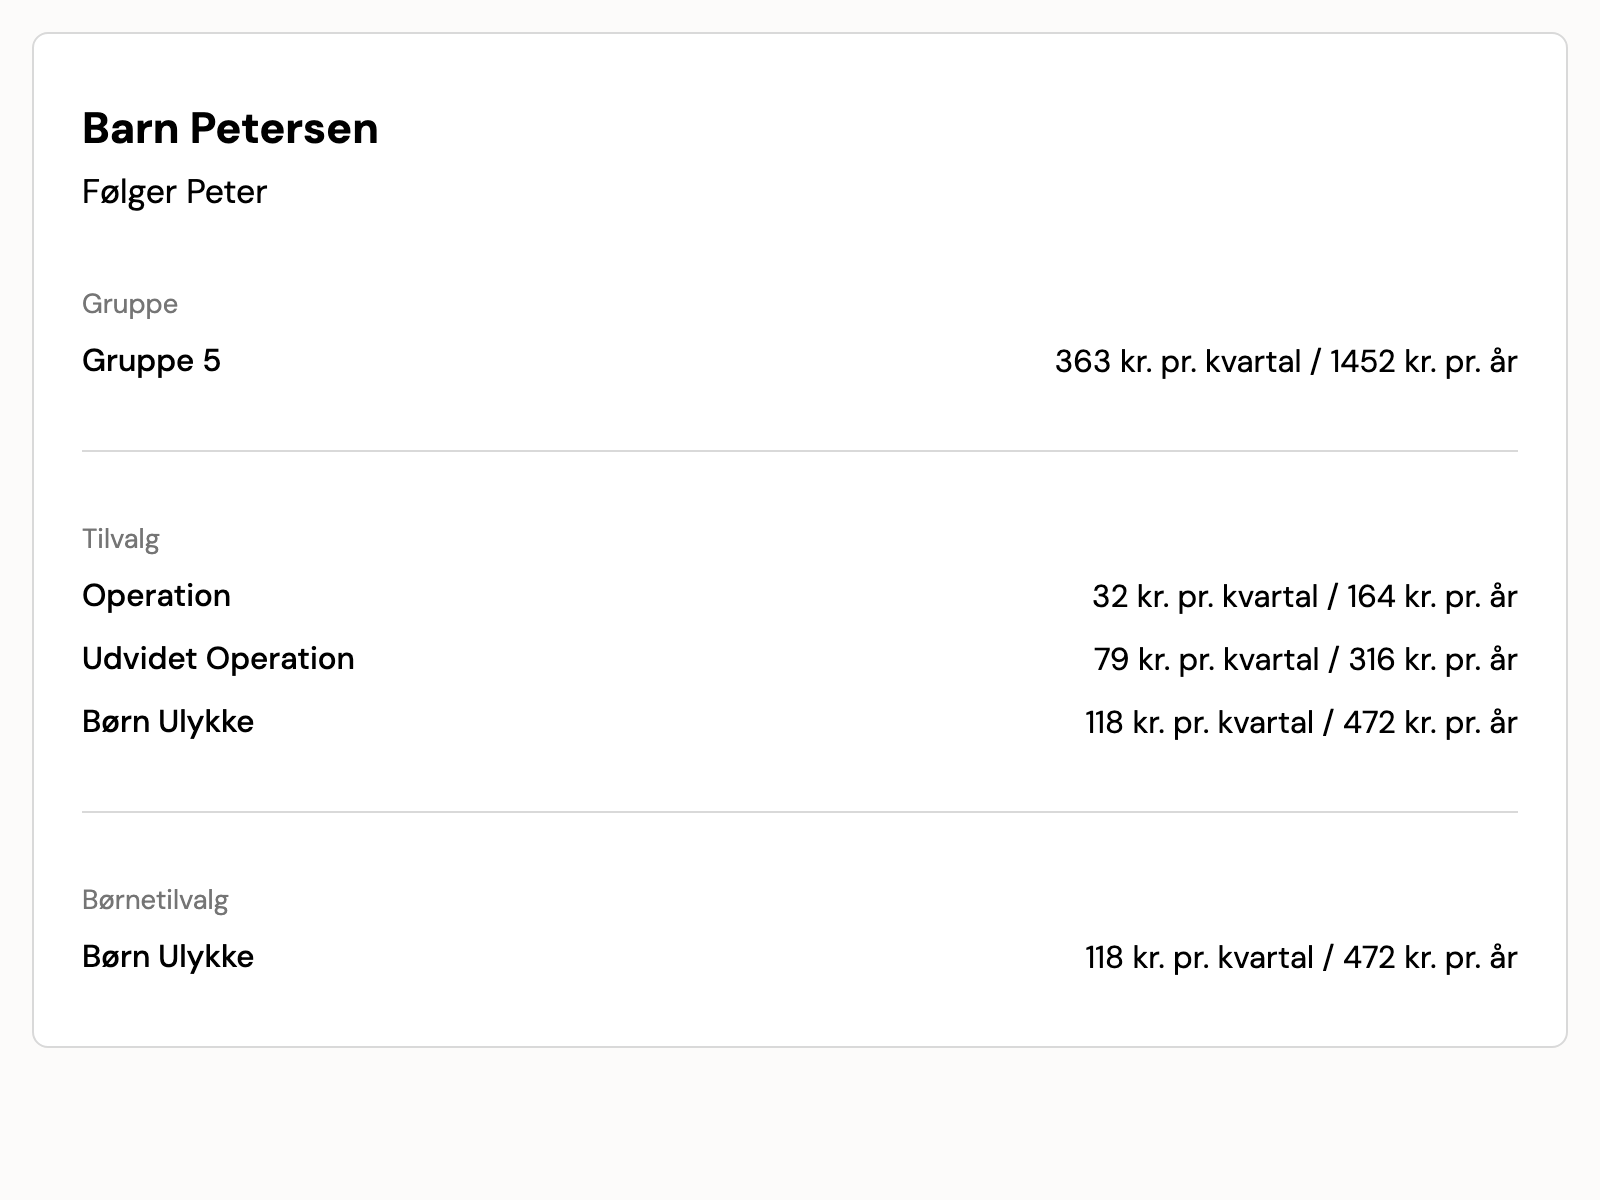 Barn Petersen
Følger Peter
Gruppe
Gruppe 5 363 kr. pr. kvartal / 1452 kr. pr. år
Tilvalg
Operation 32 kr. pr. kvartal / 164 kr. pr. år
Udvidet Operation 79 kr. pr. kvartal / 316 kr. pr. år
Børn Ulykke 118 kr. pr. kvartal / 472 kr. pr. år
Børnetilvalg
Børn Ulykke 118 kr. pr. kvartal / 472 kr. pr. år